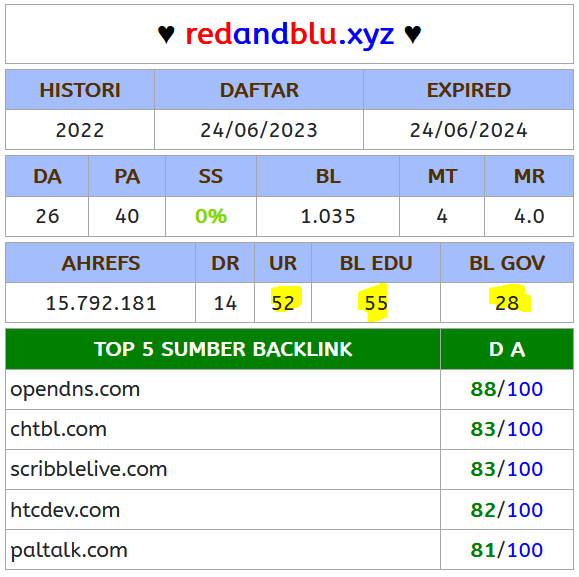 ♥ redandblu.xyz ♥
HISTORI DAFTAR EXPIRED
2022 24/06/2023 24/06/2024
DA PA SS BL MT MR
26 40 0% 1.035 4 4.0
AHREFS DR UR BL EDU BL GOV
15.792.181 14 52 55 28
TOP 5 SUMBER BACKLINK D A
opendns.com 88/100
chtbl.com 83/100
scribblelive.com 83/100
htcdev.com 82/100
paltalk.com 81/100